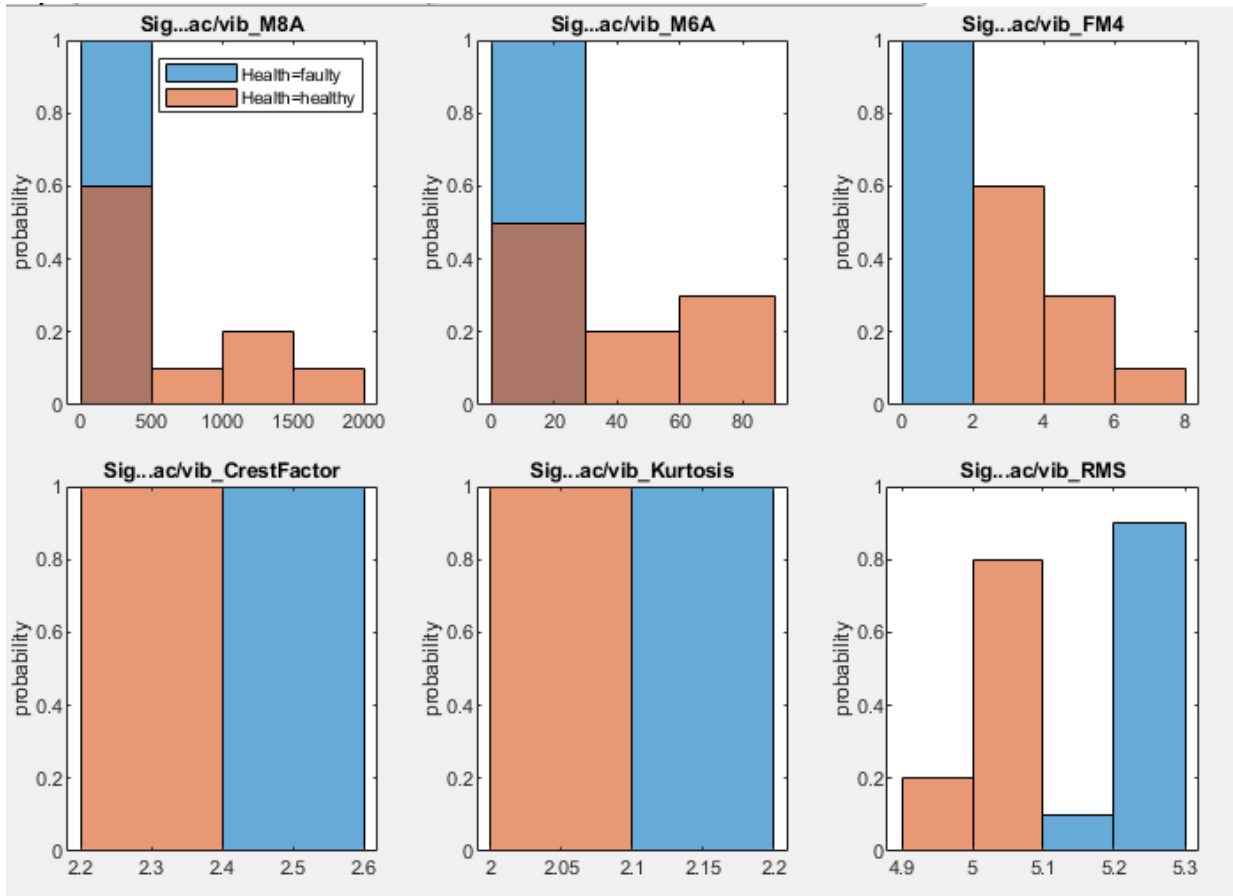 Sig...ac/vib_M8A
Sig...ac/vib_M6A
Sig...ac/vib_FM4
Health=faulty
Health=healthy
probability
1
0.8
0.6
0.4
0.2
0
0 500 1000 1500 2000
probability
1
0.8
0.6
0.4
0.2
0
0 20 40 60 80
probability
1
0.8
0.6
0.4
0.2
0
0 2 4 6 8
Sig...ac/vib_CrestFactor
Sig...ac/vib_Kurtosis
Sig...ac/vib_RMS
probability
1
0.8
0.6
0.4
0.2
0
2.2 2.3 2.4 2.5 2.6
probability
1
0.8
0.6
0.4
0.2
0
2 2.05 2.1 2.15 2.2
probability
1
0.8
0.6
0.4
0.2
0
4.9 5 5.1 5.2 5.3